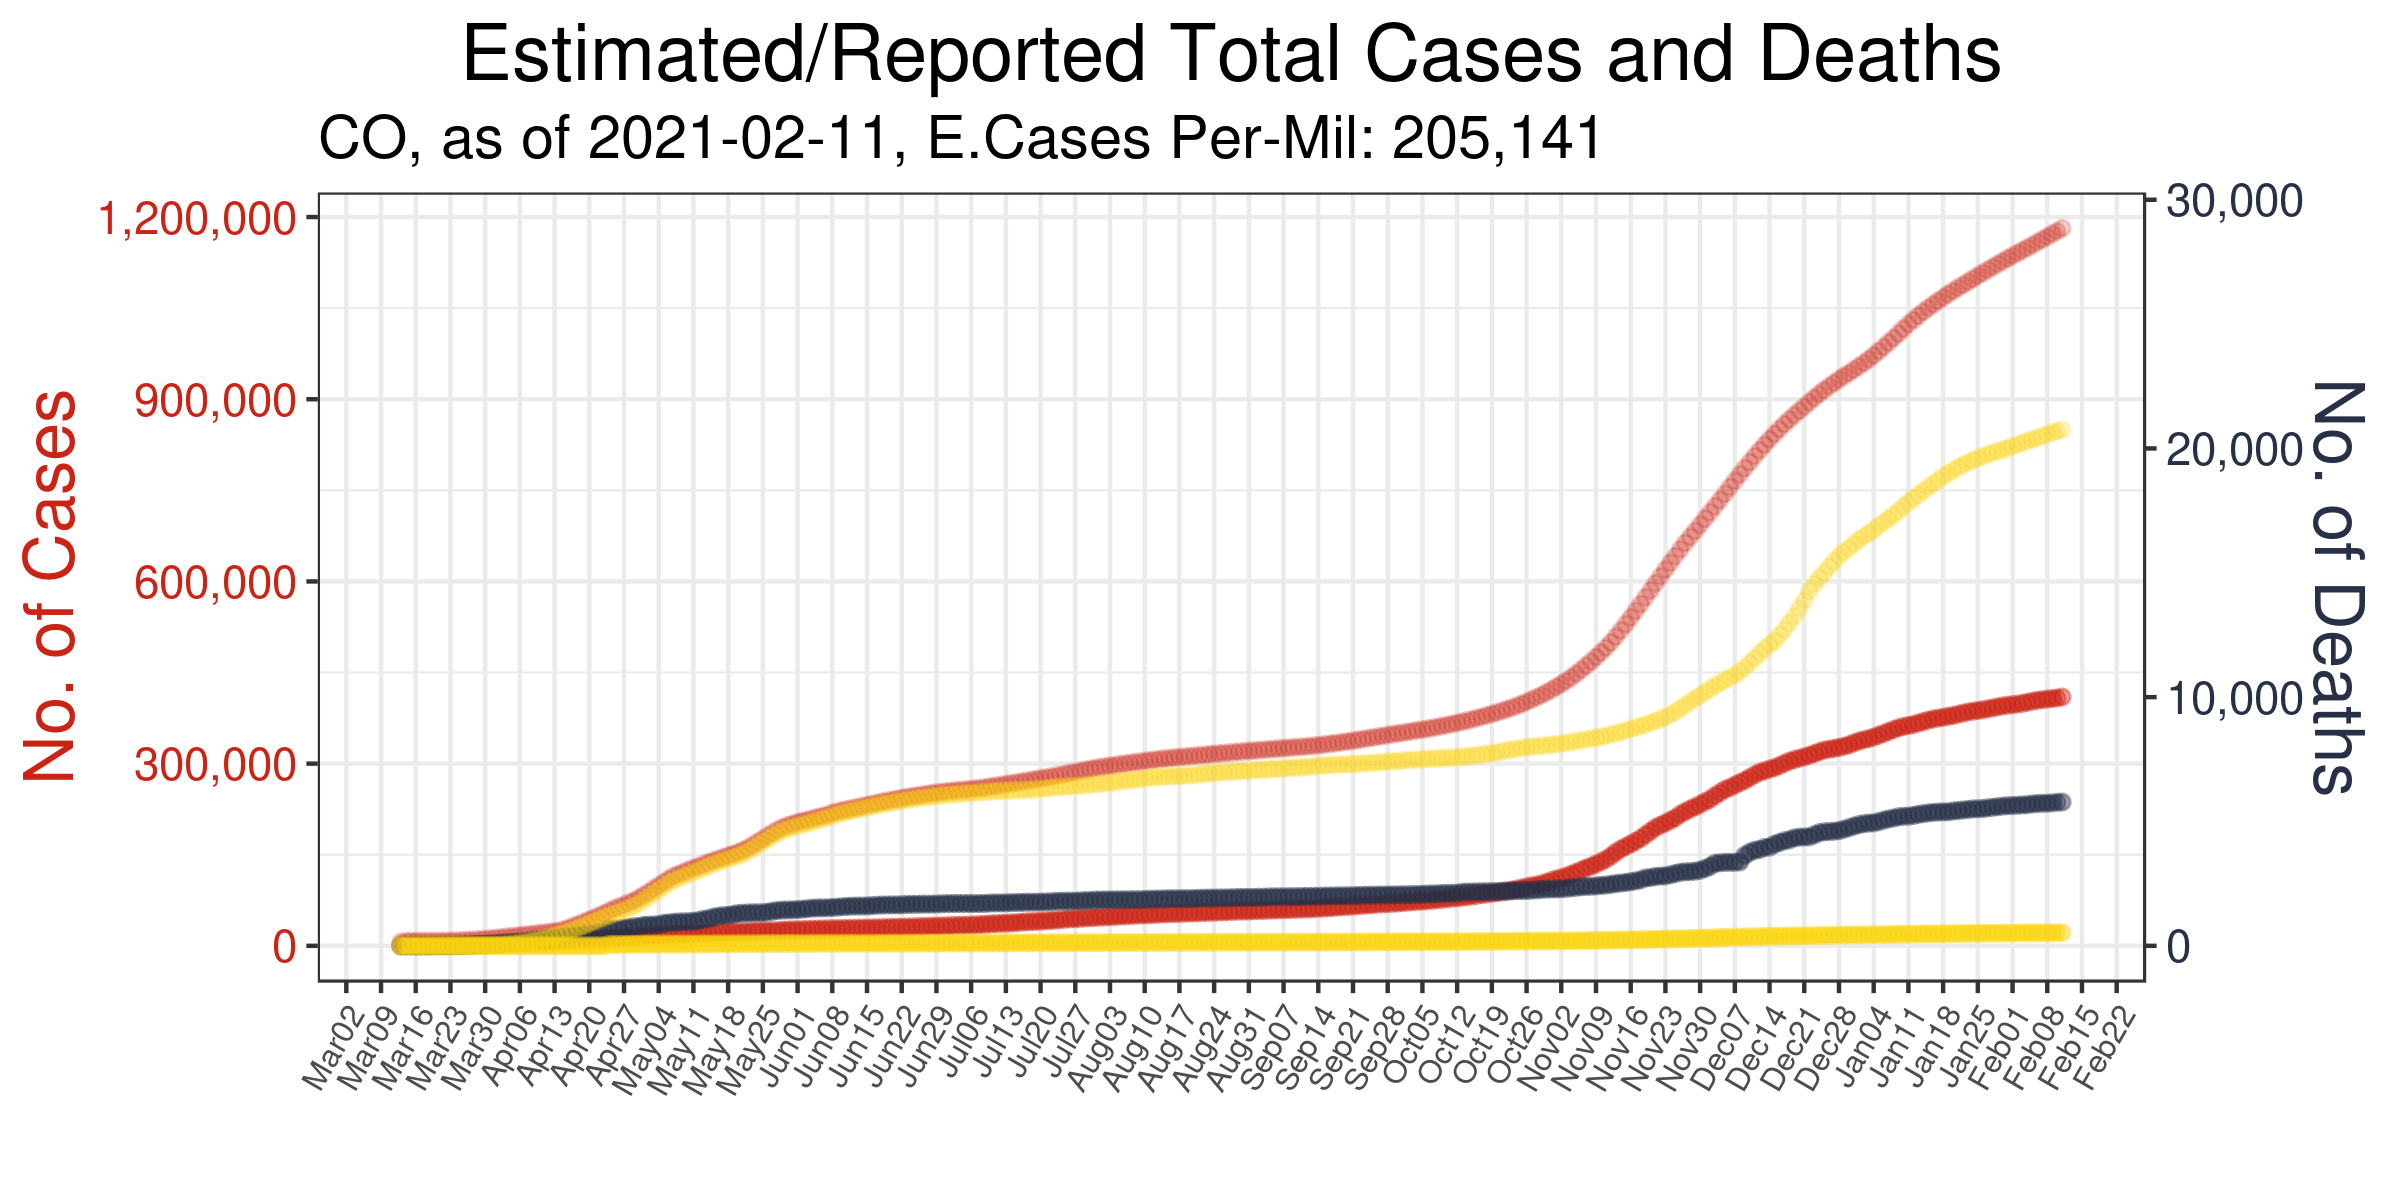 Estimated/Reported Total Cases and Deaths
CO, as of 2021-02-11, E.Cases Per-Mil: 205,141
No. of Cases
1,200,000
900,000
600,000
300,000
0
30,000
20,000
10,000
0
No. of Deaths
Mar02
Mar09
Mar16
Mar23
Mar30
Apr06
Apr13
Apr20
Apr27
May04
May11
May18
May25
Jun01
Jun08
Jun15
Jun22
Jun29
Jul06
Jul13
Jul20
Jul27
Aug03
Aug10
Aug17
Aug24
Aug31
Sep07
Sep14
Sep21
Sep28
Oct05
Oct12
Oct19
Oct26
Nov02
Nov09
Nov16
Nov23
Nov30
Dec07
Dec14
Dec21
Dec28
Jan04
Jan11
Jan18
Jan25
Feb01
Feb08
Feb15
Feb22